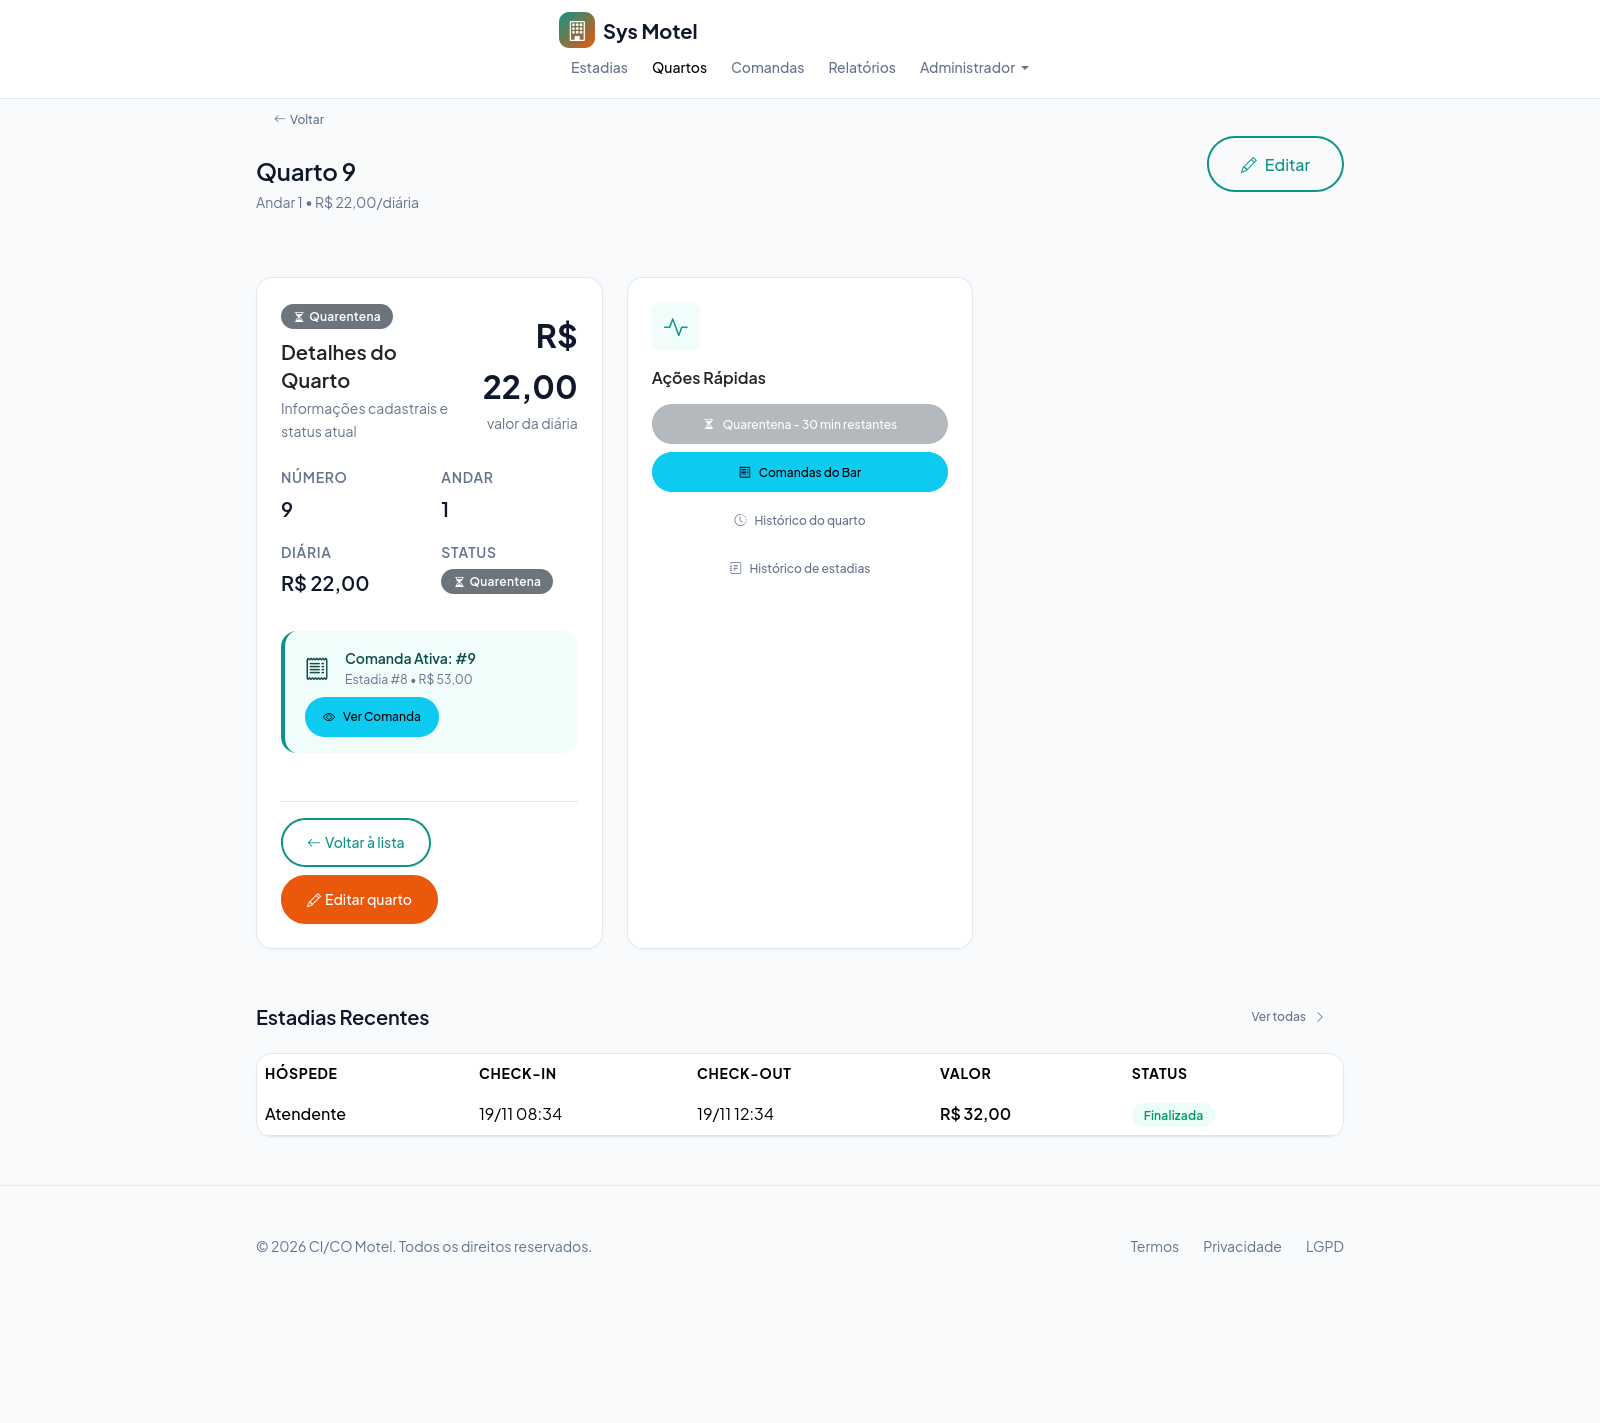 Sys Motel
Estadias Quartos Comandas Relatórios Administrador
Voltar
Quarto 9
Andar 1 • R$ 22,00/diária
Editar
Quarentena
Detalhes do
Quarto
Informações cadastrais e
status atual
R$
22,00
valor da diária
NÚMERO
9
ANDAR
1
DIÁRIA
R$ 22,00
STATUS
Quarentena
Comanda Ativa: #9
Estadia #8 • R$ 53,00
Ver Comanda
Voltar à lista
Editar quarto
Ações Rápidas
Quarentena - 30 min restantes
Comandas do Bar
Histórico do quarto
Histórico de estadias
Estadias Recentes
Ver todas
HÓSPEDE CHECK-IN CHECK-OUT VALOR STATUS
Atendente 19/11 08:34 19/11 12:34 R$ 32,00 Finalizada
© 2026 CI/CO Motel. Todos os direitos reservados.
Termos Privacidade LGPD